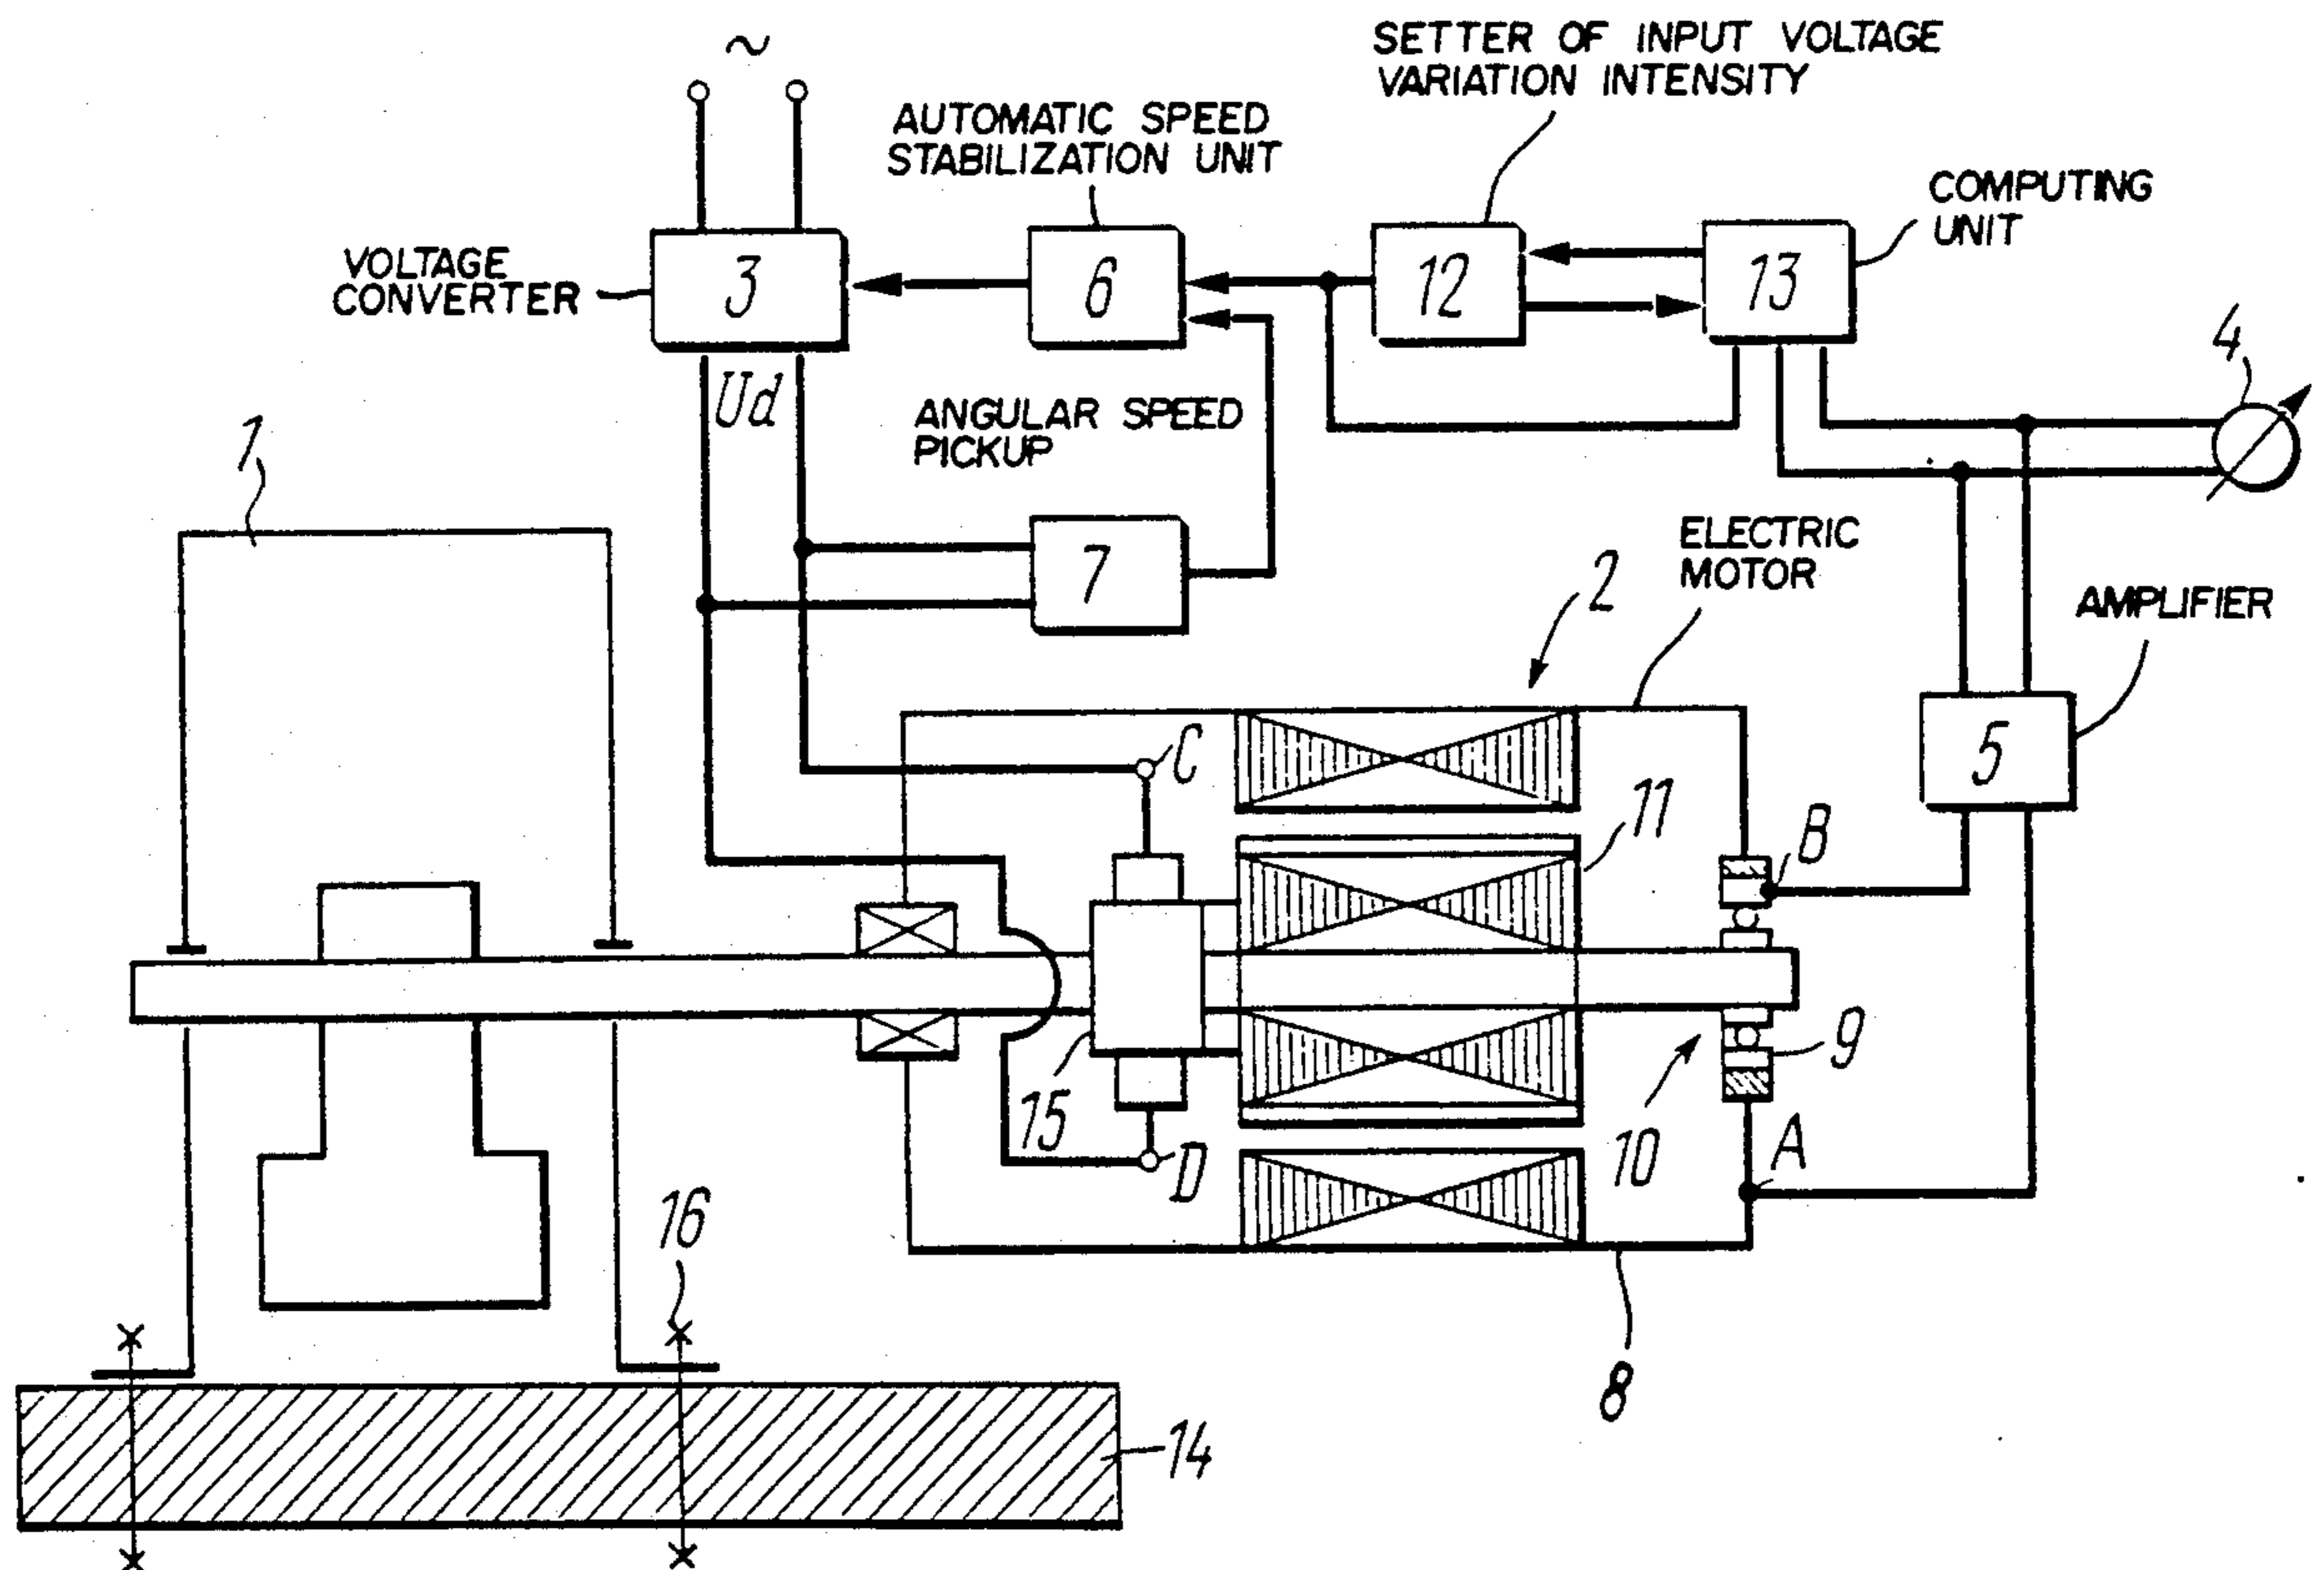 ~
SETTER OF INPUT VOLTAGE
VARIATION INTENSITY
AUTOMATIC SPEED
STABILIZATION UNIT
COMPUTING
UNIT
VOLTAGE
CONVERTER
3
6
12
13
4
Ud
ANGULAR SPEED
PICKUP
1
7
ELECTRIC
MOTOR
2
AMPLIFIER
5
C
11
B
9
15
10
A
D
16
8
14